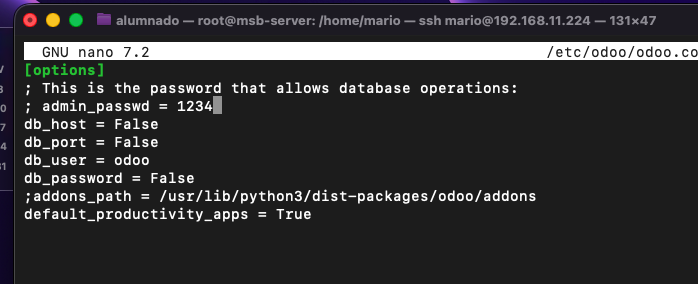 alumnado — root@msb-server: /home/mario — ssh mario@192.168.11.224 — 131×47
GNU nano 7.2 /etc/odoo/odoo.co
[options]
; This is the password that allows database operations:
; admin_passwd = 1234
db_host = False
db_port = False
db_user = odoo
db_password = False
;addons_path = /usr/lib/python3/dist-packages/odoo/addons
default_productivity_apps = True